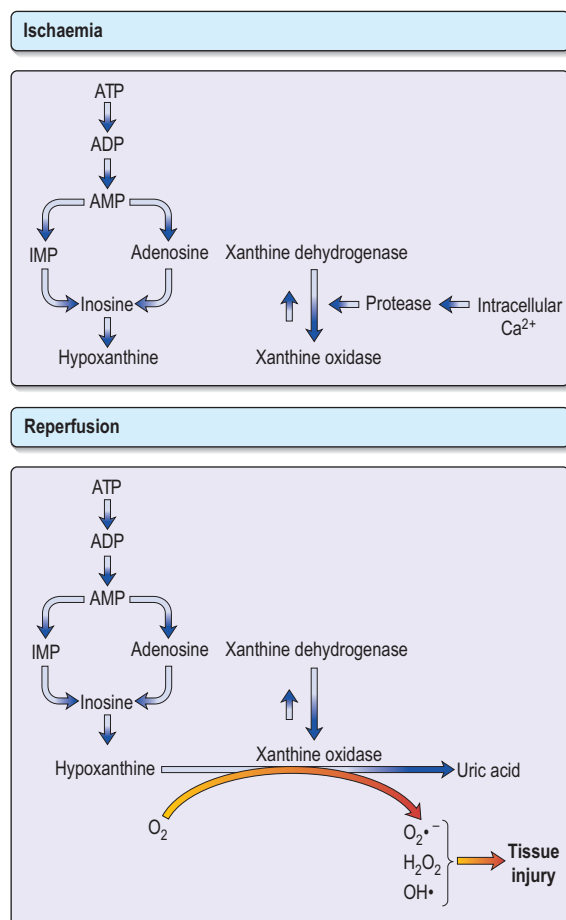 Ischaemia
ATP
ADP
AMP
IMP
Adenosine
Xanthine dehydrogenase
Inosine
Protease
Intracellular
Ca²⁺
Hypoxanthine
Xanthine oxidase
Reperfusion
ATP
ADP
AMP
IMP
Adenosine
Xanthine dehydrogenase
Inosine
Xanthine oxidase
Hypoxanthine
Uric acid
O₂
O₂•⁻
H₂O₂
OH•
Tissue
injury